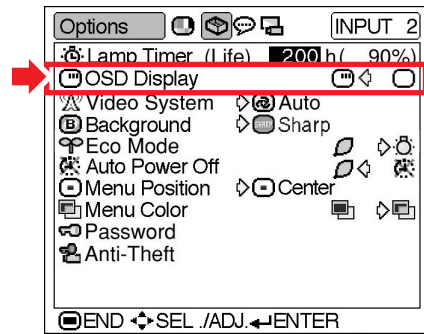 Options INPUT 2
Lamp Timer (Life) 200 h( 90%)
OSD Display
Video System Auto
B Background SHARP Sharp
Eco Mode
Auto Power Off
Menu Position Center
Menu Color
Password
Anti-Theft
END SEL./ADJ. ENTER